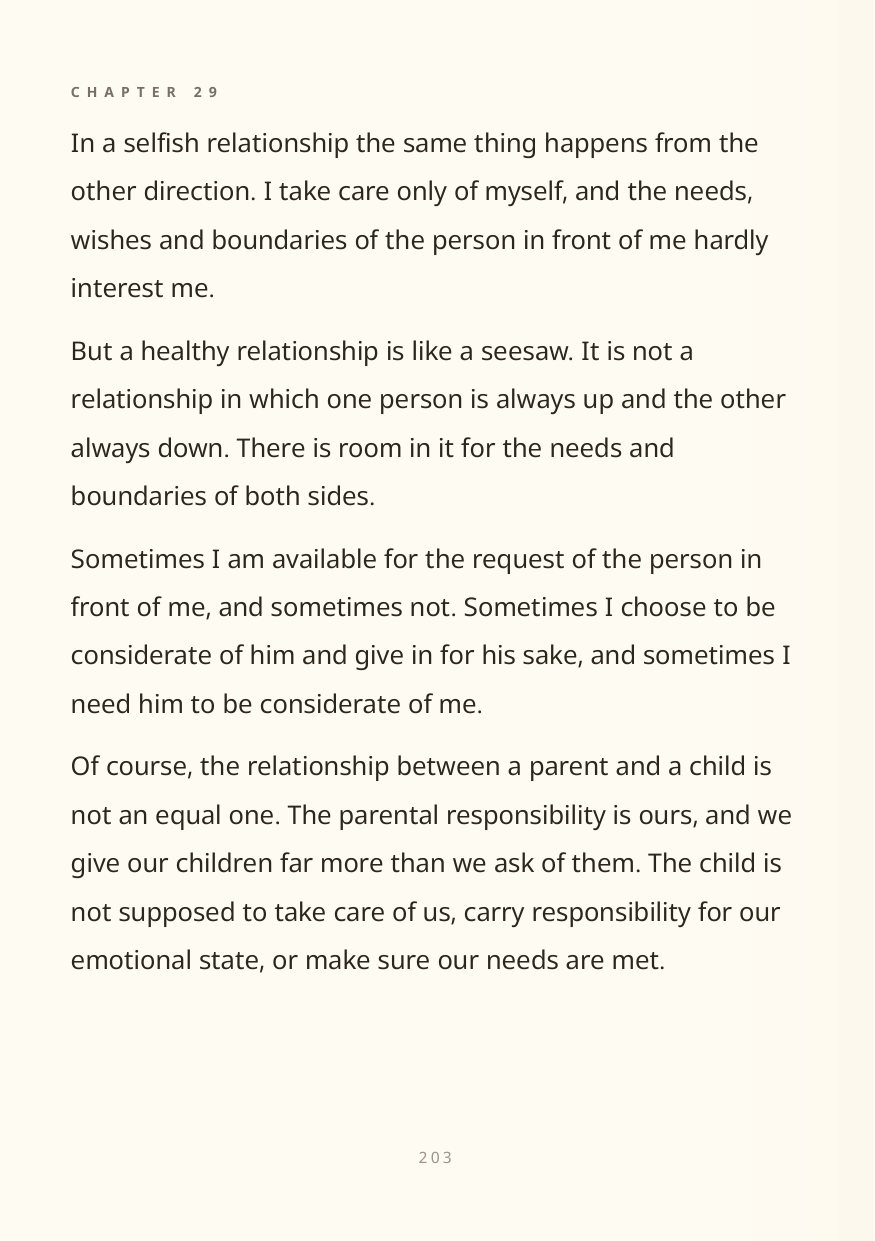 CHAPTER 29
In a selfish relationship the same thing happens from the
other direction. I take care only of myself, and the needs,
wishes and boundaries of the person in front of me hardly
interest me.
But a healthy relationship is like a seesaw. It is not a
relationship in which one person is always up and the other
always down. There is room in it for the needs and
boundaries of both sides.
Sometimes I am available for the request of the person in
front of me, and sometimes not. Sometimes I choose to be
considerate of him and give in for his sake, and sometimes I
need him to be considerate of me.
Of course, the relationship between a parent and a child is
not an equal one. The parental responsibility is ours, and we
give our children far more than we ask of them. The child is
not supposed to take care of us, carry responsibility for our
emotional state, or make sure our needs are met.
203